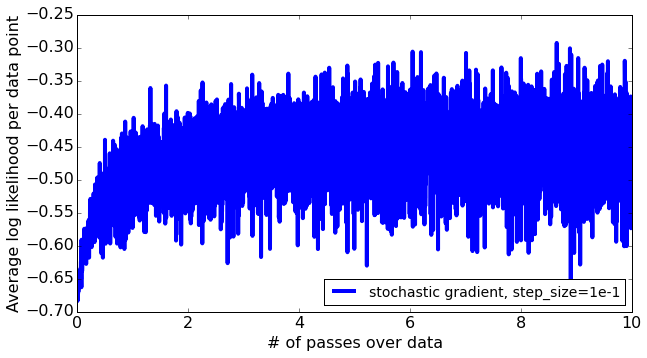 Average log likelihood per data point
−0.25
−0.30
−0.35
−0.40
−0.45
−0.50
−0.55
−0.60
−0.65
−0.70
stochastic gradient, step_size=1e-1
0 2 4 6 8 10
# of passes over data